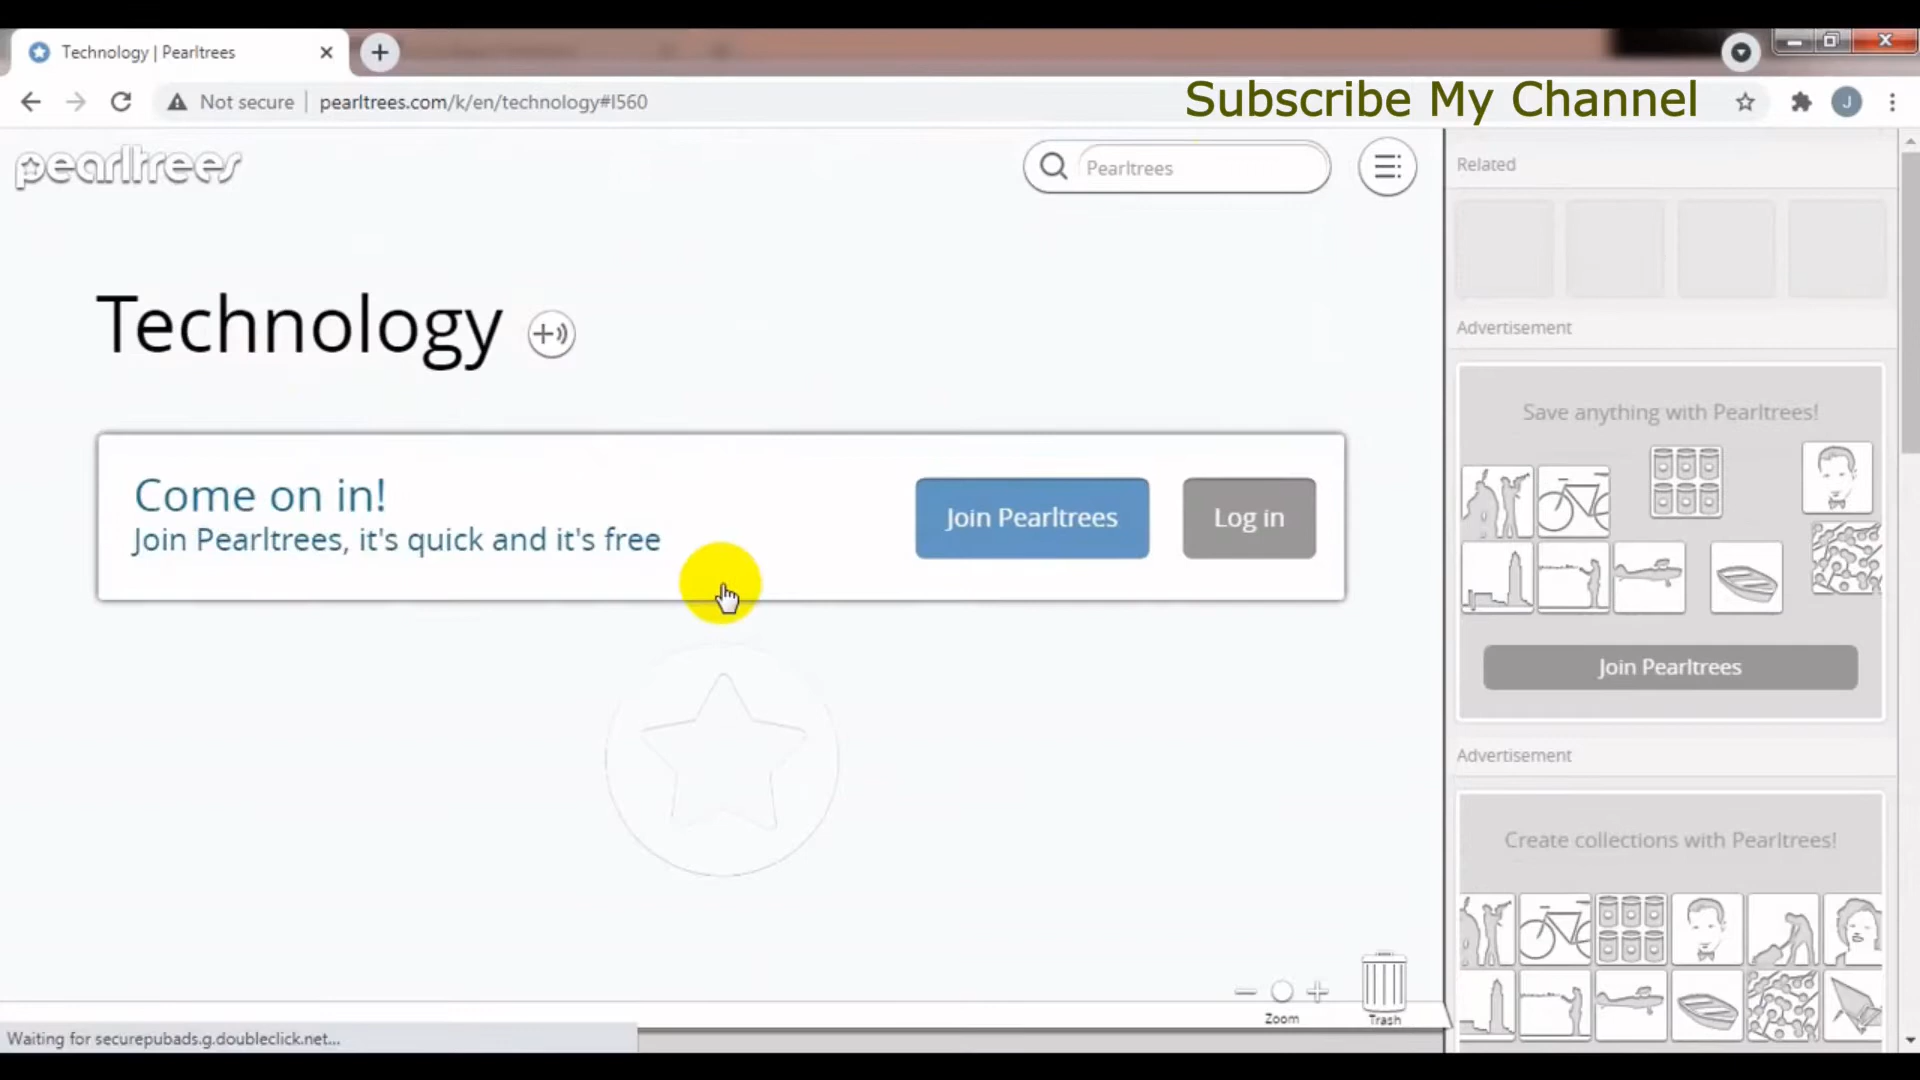 Technology | Pearltrees
Not secure
pearltrees.com/k/en/technology#l560
Subscribe My Channel
J
pearltrees
Pearltrees
Related
Technology
Advertisement
Save anything with Pearltrees!
Come on in!
Join Pearltrees, it's quick and it's free
Join Pearltrees
Log in
Join Pearltrees
Advertisement
Create collections with Pearltrees!
Zoom
Trash
Waiting for securepubads.g.doubleclick.net...